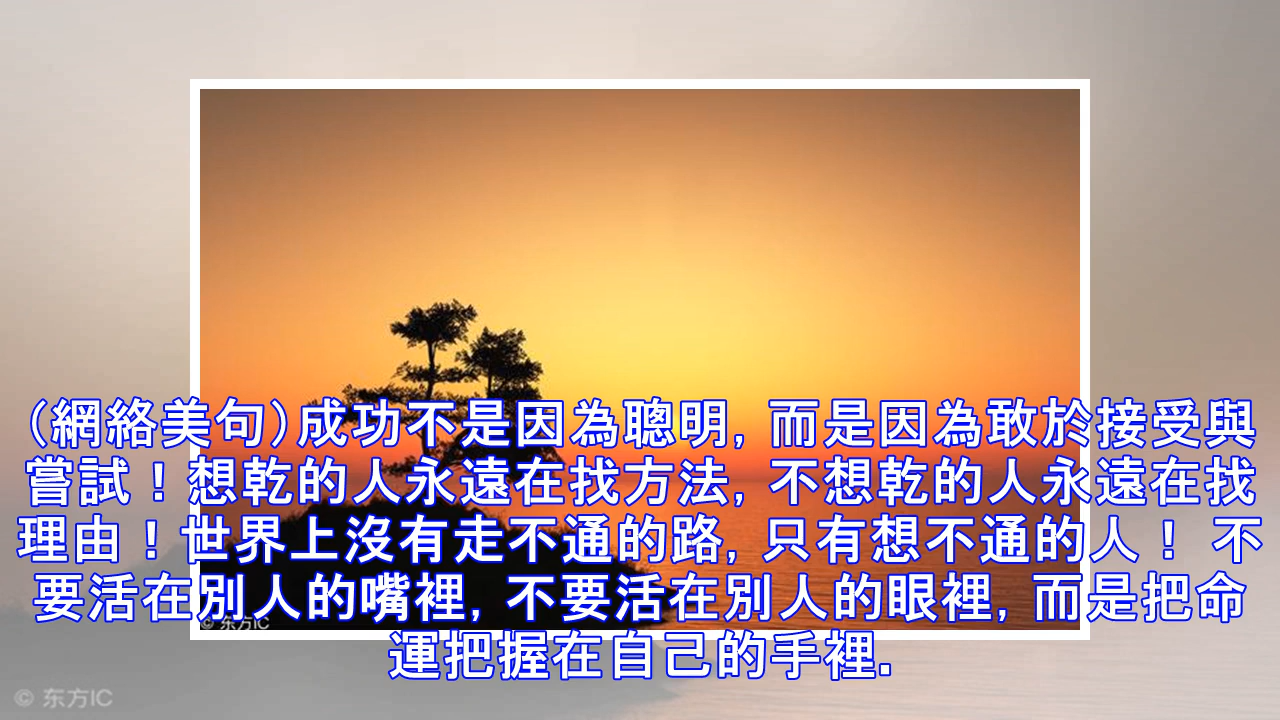 (網絡美句)成功不是因為聰明,而是因為敢於接受與
嘗試！想乾的人永遠在找方法,不想乾的人永遠在找
理由！世界上沒有走不通的路,只有想不通的人！ 不
要活在別人的嘴裡,不要活在別人的眼裡,而是把命
運把握在自己的手裡.
© 东方IC
© 东方IC